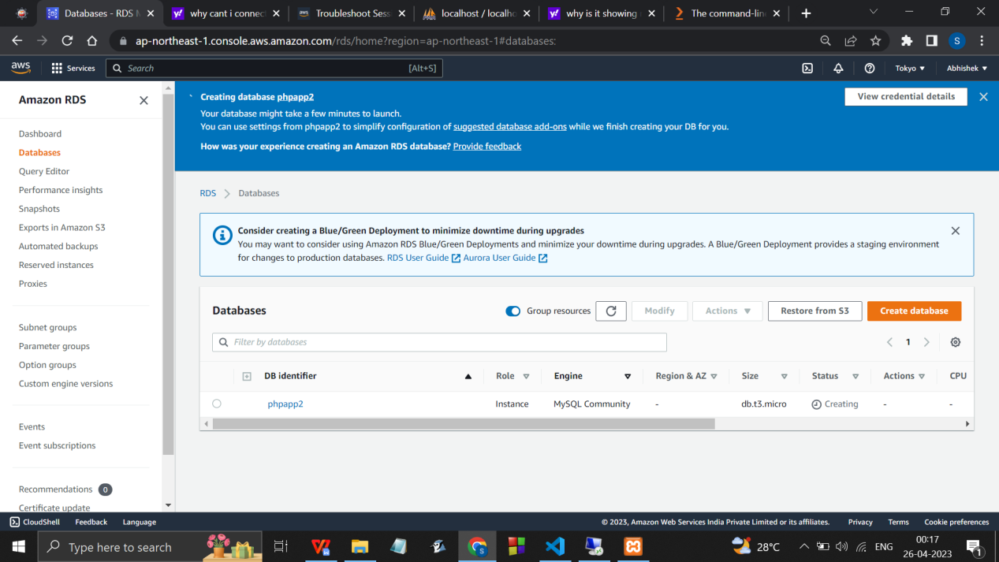 Databases - RDS M
why cant i connect
Troubleshoot Sess
localhost / localho
why is it showing
The command-lin
ap-northeast-1.console.aws.amazon.com/rds/home?region=ap-northeast-1#databases:
S
aws
Services
Search
[Alt+S]
Tokyo
Abhishek
Amazon RDS
Dashboard
Databases
Query Editor
Performance insights
Snapshots
Exports in Amazon S3
Automated backups
Reserved instances
Proxies
Subnet groups
Parameter groups
Option groups
Custom engine versions
Events
Event subscriptions
Recommendations 0
Certificate update
Creating database phpapp2
Your database might take a few minutes to launch.
You can use settings from phpapp2 to simplify configuration of suggested database add-ons while we finish creating your DB for you.
How was your experience creating an Amazon RDS database? Provide feedback
View credential details
RDS
Databases
Consider creating a Blue/Green Deployment to minimize downtime during upgrades
You may want to consider using Amazon RDS Blue/Green Deployments and minimize your downtime during upgrades. A Blue/Green Deployment provides a staging environment
for changes to production databases. RDS User Guide Aurora User Guide
Databases
Group resources
Modify
Actions
Restore from S3
Create database
Filter by databases
1
DB identifier Role Engine Region & AZ Size Status Actions CPU
phpapp2 Instance MySQL Community - db.t3.micro Creating - -
CloudShell Feedback Language
© 2023, Amazon Web Services India Private Limited or its affiliates. Privacy Terms Cookie preferences
Type here to search
28°C
ENG
00:17
26-04-2023
1